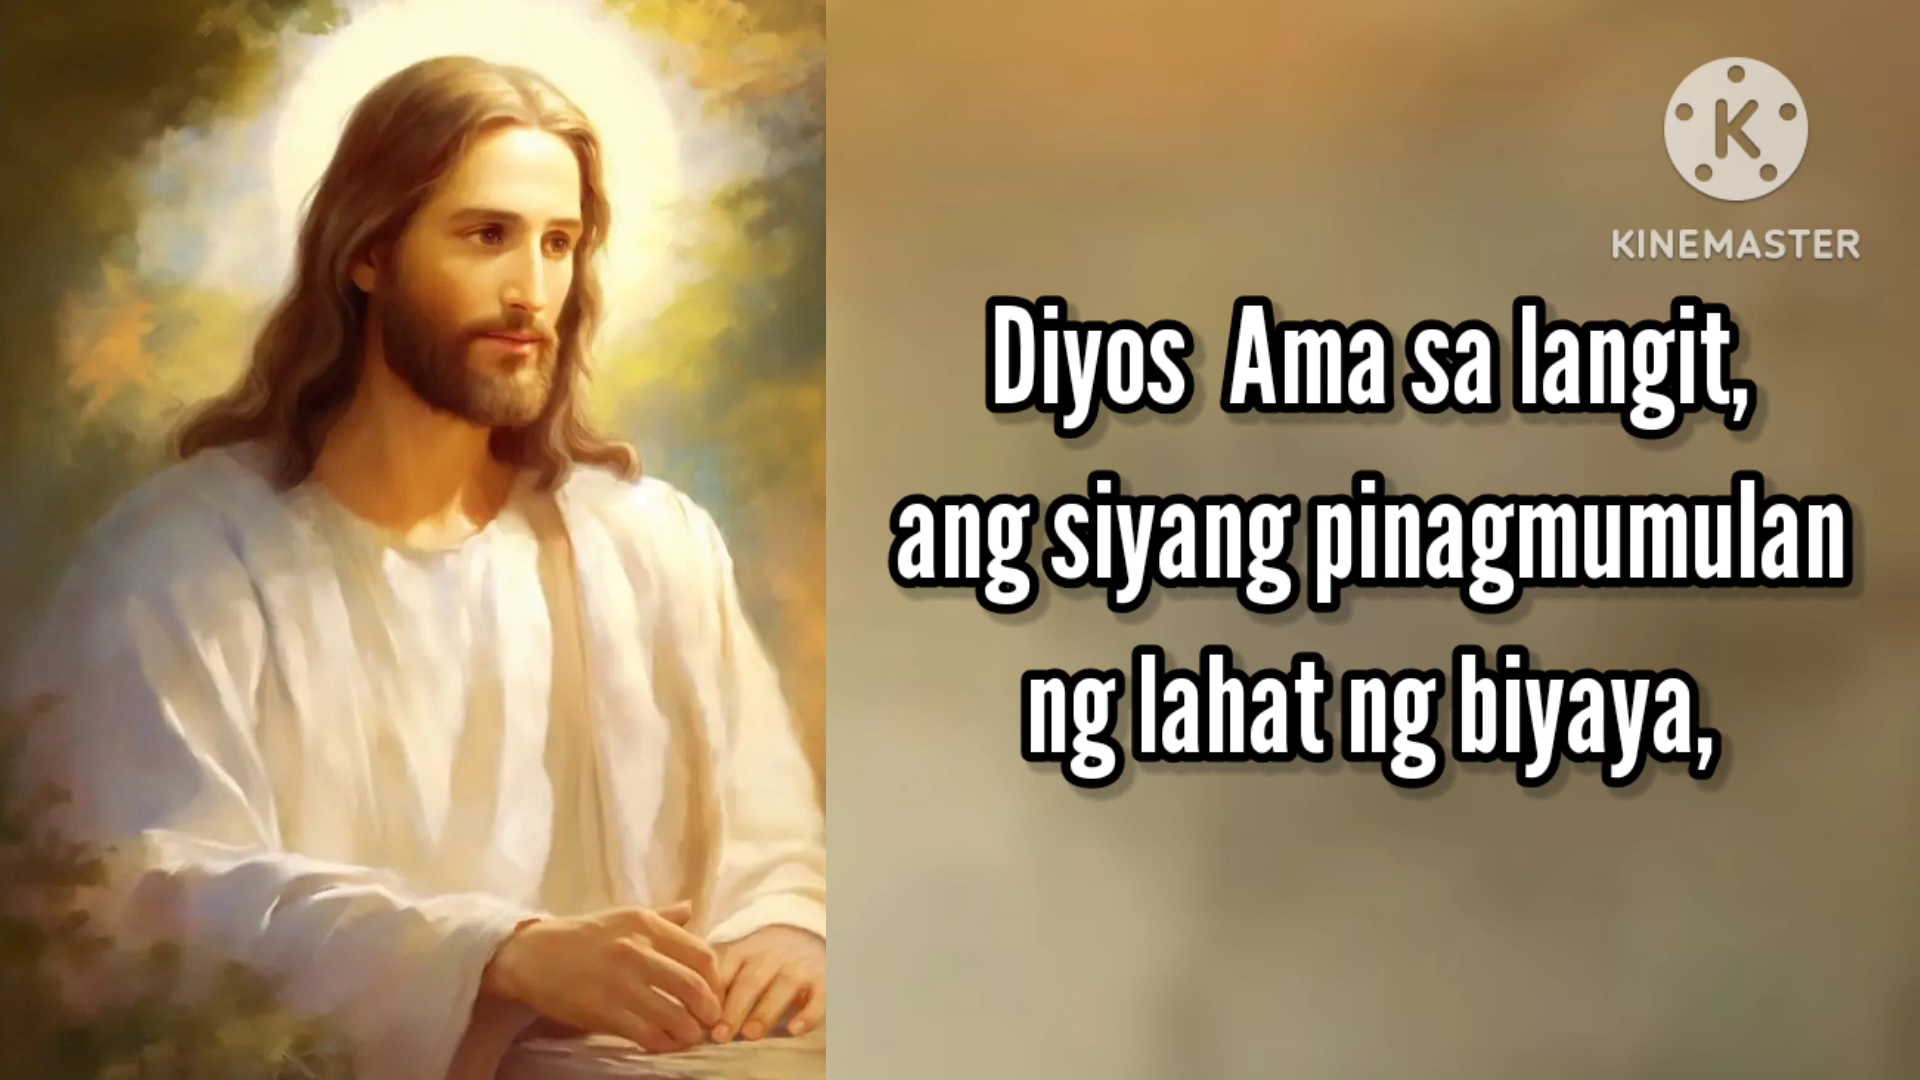 K
KINEMASTER
Diyos Ama sa langit,
ang siyang pinagmumulan
ng lahat ng biyaya,